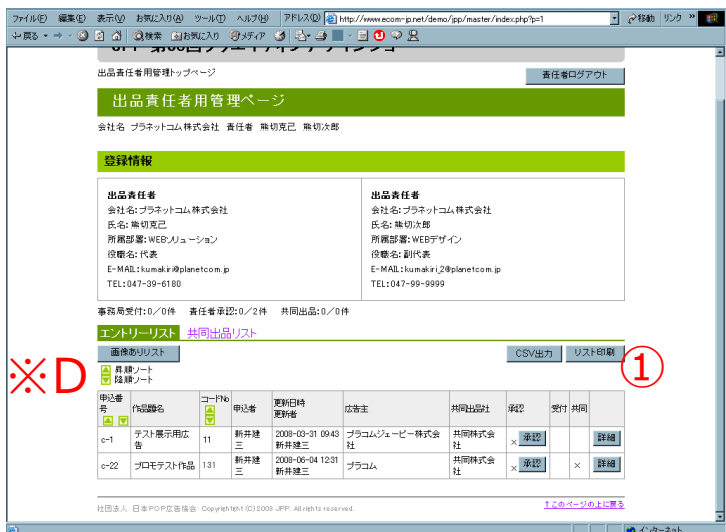 ファイル(F) 編集(E) 表示(V) お気に入り(A) ツール(T) ヘルプ(H) アドレス(D) http://www.ecom-jp.net/demo/jpp/master/index.php?p=1 移動 リンク »
戻る 検索 お気に入り メディア
出品責任者用管理トップページ 責任者ログアウト
出品責任者用管理ページ
会社名 プラネットコム株式会社 責任者 熊切克己 熊切次郎
登録情報
出品責任者
会社名:プラネットコム株式会社
氏名:熊切克己
所属部署:WEBソリューション
役職名:代表
E-MAIL:kumakiri@planetcom.jp
TEL:047-39-6180
出品責任者
会社名:プラネットコム株式会社
氏名:熊切次郎
所属部署:WEBデザイン
役職名:副代表
E-MAIL:kumakiri_2@planetcom.jp
TEL:047-99-9999
事務局受付:0/0件 責任者承認:0/2件 共同出品:0/0件
エントリーリスト 共同出品リスト
画像ありリスト CSV出力 リスト印刷 ①
※D
昇順ソート
降順ソート
申込番号 作品題名 コードNo 申込者 更新日時 更新者 広告主 共同出品社 承認 受付 共同
c-1 テスト展示用広告 11 新井建三 2008-03-31 09:43 新井建三 プラコムジェーピー株式会社 共同株式会社 × 承認 詳細
c-22 プロモテスト作品 131 新井建三 2008-06-04 12:31 新井建三 プラコム 共同株式会社 × 承認 × 詳細
社団法人 日本POP広告協会 Copyright (C)2008 JPP. All rights reserved. ↑このページの上に戻る
インターネット